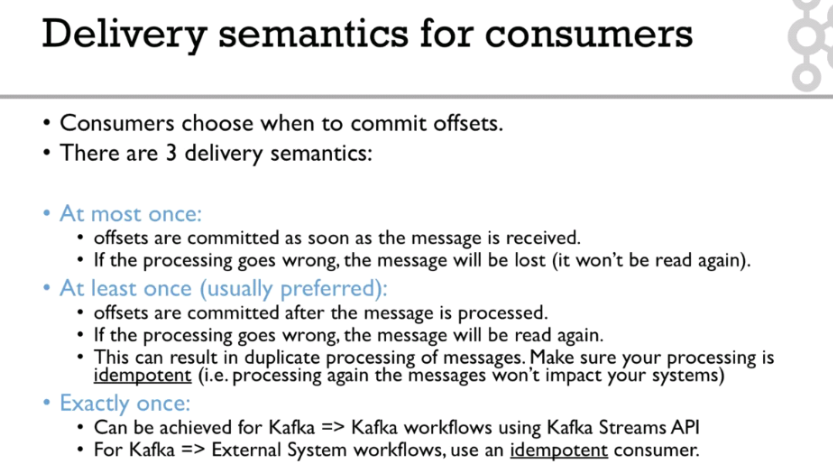 Delivery semantics for consumers
• Consumers choose when to commit offsets.
• There are 3 delivery semantics:
• At most once:
• offsets are committed as soon as the message is received.
• If the processing goes wrong, the message will be lost (it won't be read again).
• At least once (usually preferred):
• offsets are committed after the message is processed.
• If the processing goes wrong, the message will be read again.
• This can result in duplicate processing of messages. Make sure your processing is
idempotent (i.e. processing again the messages won't impact your systems)
• Exactly once:
• Can be achieved for Kafka => Kafka workflows using Kafka Streams API
• For Kafka => External System workflows, use an idempotent consumer.